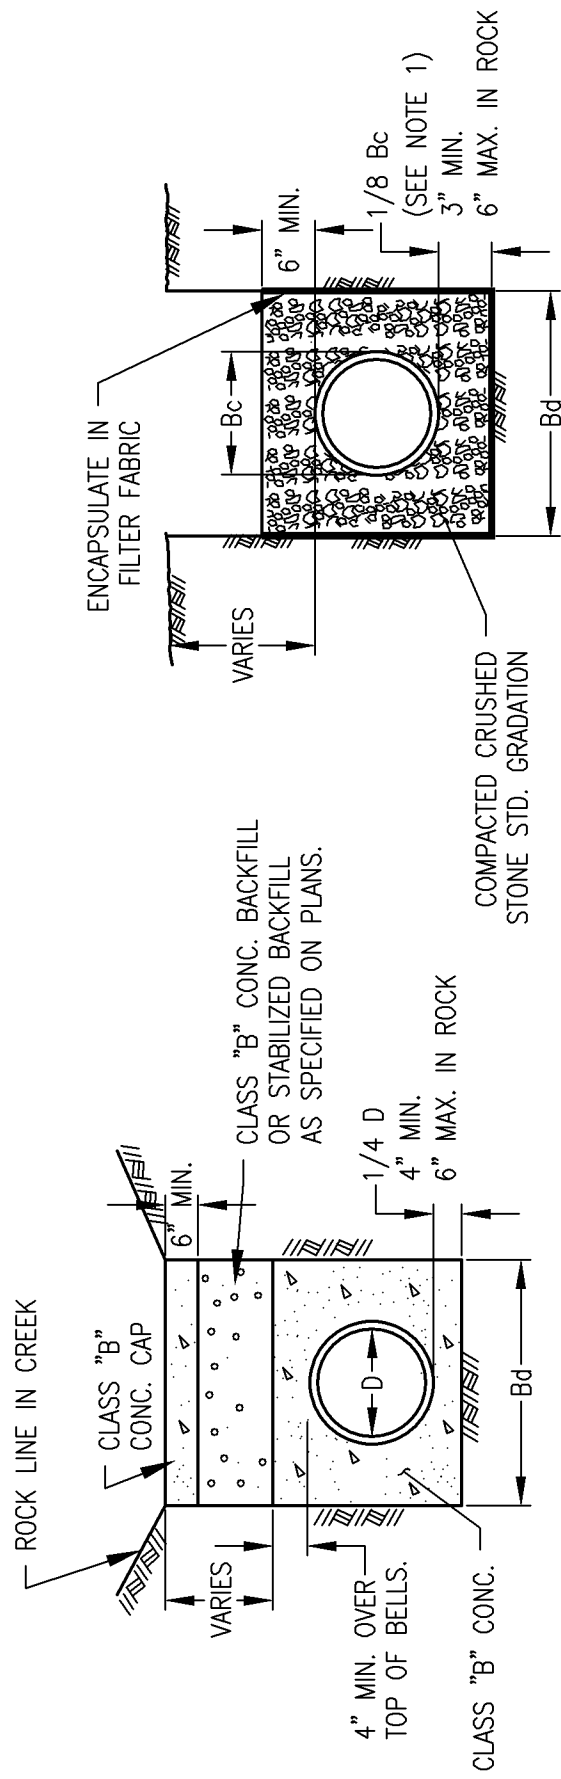 ROCK LINE IN CREEK
CLASS "B"
CONC. CAP
6" MIN.
VARIES
CLASS "B" CONC. BACKFILL
OR STABILIZED BACKFILL
AS SPECIFIED ON PLANS.
D
1/4 D
4" MIN.
6" MAX. IN ROCK
4" MIN. OVER
TOP OF BELLS.
Bd
CLASS "B" CONC.
ENCAPSULATE IN
FILTER FABRIC
6" MIN.
Bc
VARIES
1/8 Bc
(SEE NOTE 1)
3" MIN.
6" MAX. IN ROCK
Bd
COMPACTED CRUSHED
STONE STD. GRADATION